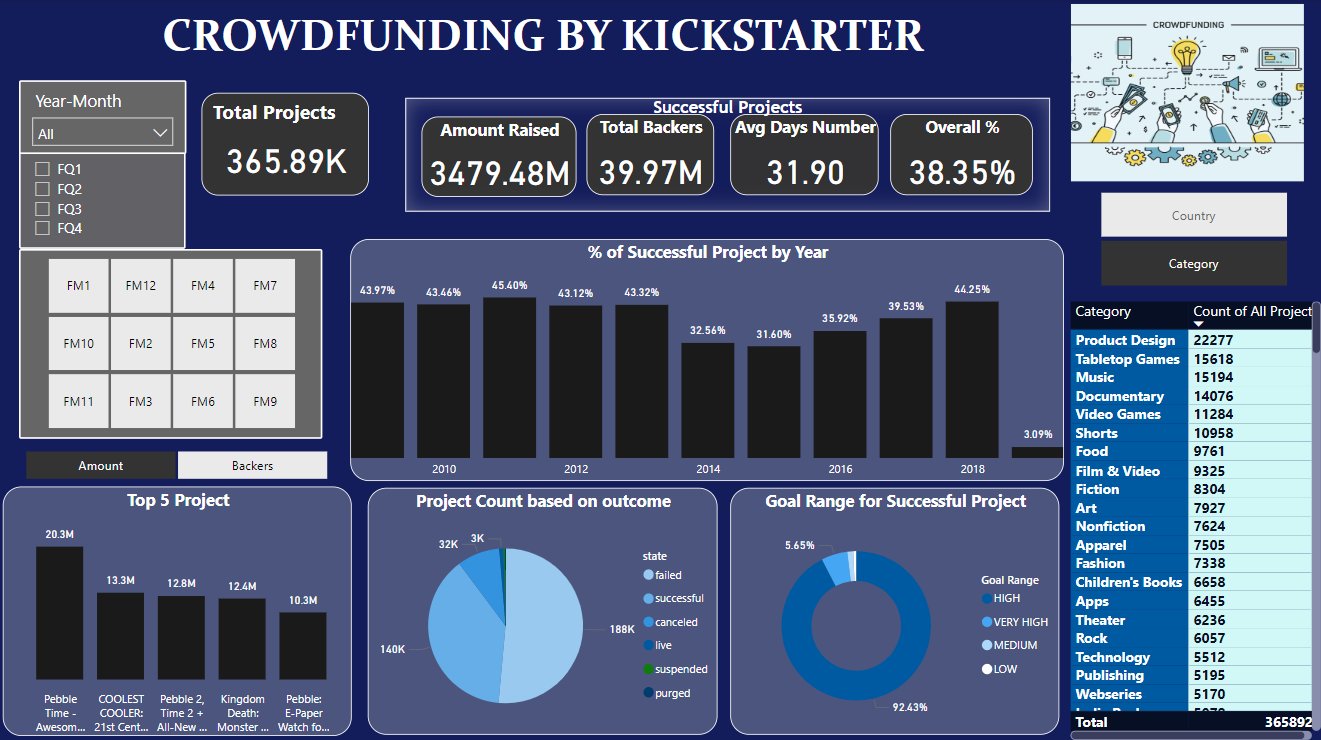 CROWDFUNDING BY KICKSTARTER
CROWDFUNDING
Year-Month
All
FQ1
FQ2
FQ3
FQ4
Total Projects
365.89K
Successful Projects
Amount Raised
3479.48M
Total Backers
39.97M
Avg Days Number
31.90
Overall %
38.35%
Country
Category
FM1 FM12 FM4 FM7
FM10 FM2 FM5 FM8
FM11 FM3 FM6 FM9
Amount
Backers
% of Successful Project by Year
43.97% 43.46% 45.40% 43.12% 43.32% 32.56% 31.60% 35.92% 39.53% 44.25% 3.09%
2010 2012 2014 2016 2018
Top 5 Project
20.3M 13.3M 12.8M 12.4M 10.3M
Pebble
Time -
Awesom...
COOLEST
COOLER:
21st Cent...
Pebble 2,
Time 2 +
All-New ...
Kingdom
Death:
Monster ...
Pebble:
E-Paper
Watch fo...
Project Count based on outcome
32K
3K
188K
140K
state
failed
successful
canceled
live
suspended
purged
Goal Range for Successful Project
5.65%
92.43%
Goal Range
HIGH
VERY HIGH
MEDIUM
LOW
Category Count of All Project
Product Design 22277
Tabletop Games 15618
Music 15194
Documentary 14076
Video Games 11284
Shorts 10958
Food 9761
Film & Video 9325
Fiction 8304
Art 7927
Nonfiction 7624
Apparel 7505
Fashion 7338
Children's Books 6658
Apps 6455
Theater 6236
Rock 6057
Technology 5512
Publishing 5195
Webseries 5170
Total 365892